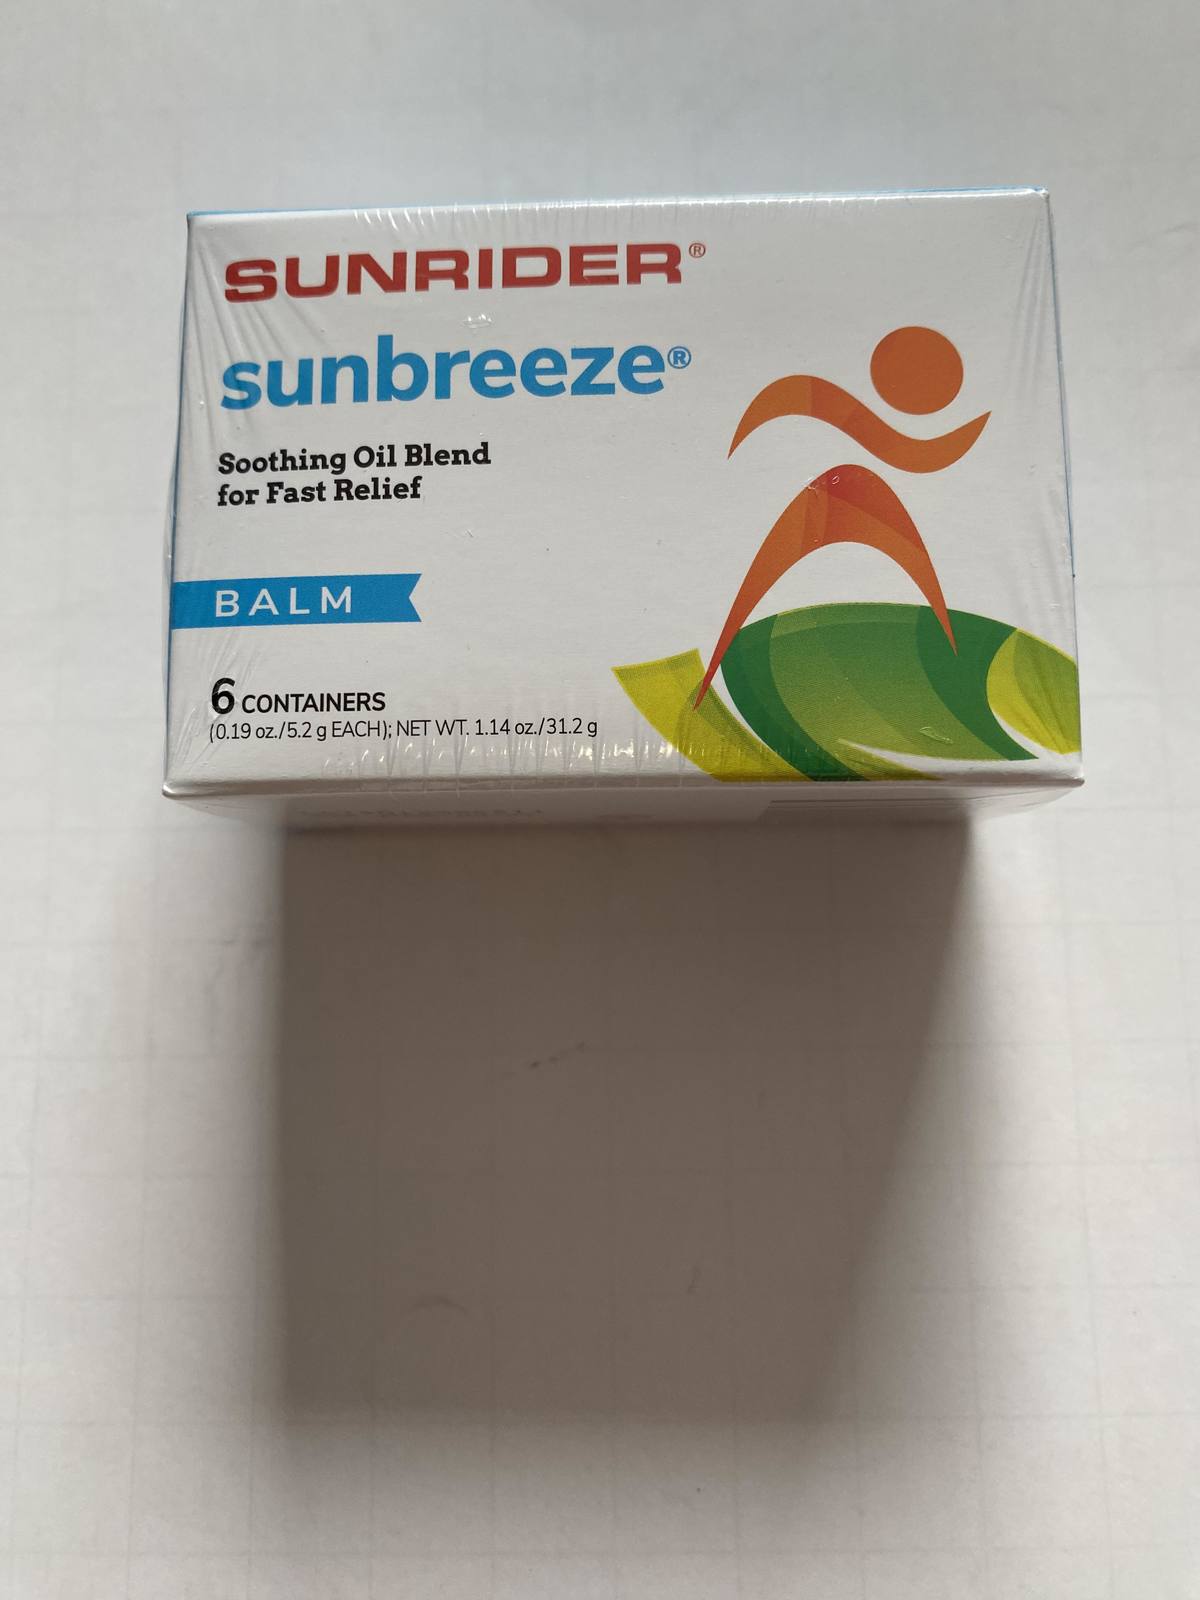 SUNRIDER®
sunbreeze®
Soothing Oil Blend
for Fast Relief
BALM
6 CONTAINERS
(0.19 oz./5.2 g EACH); NET WT. 1.14 oz./31.2 g